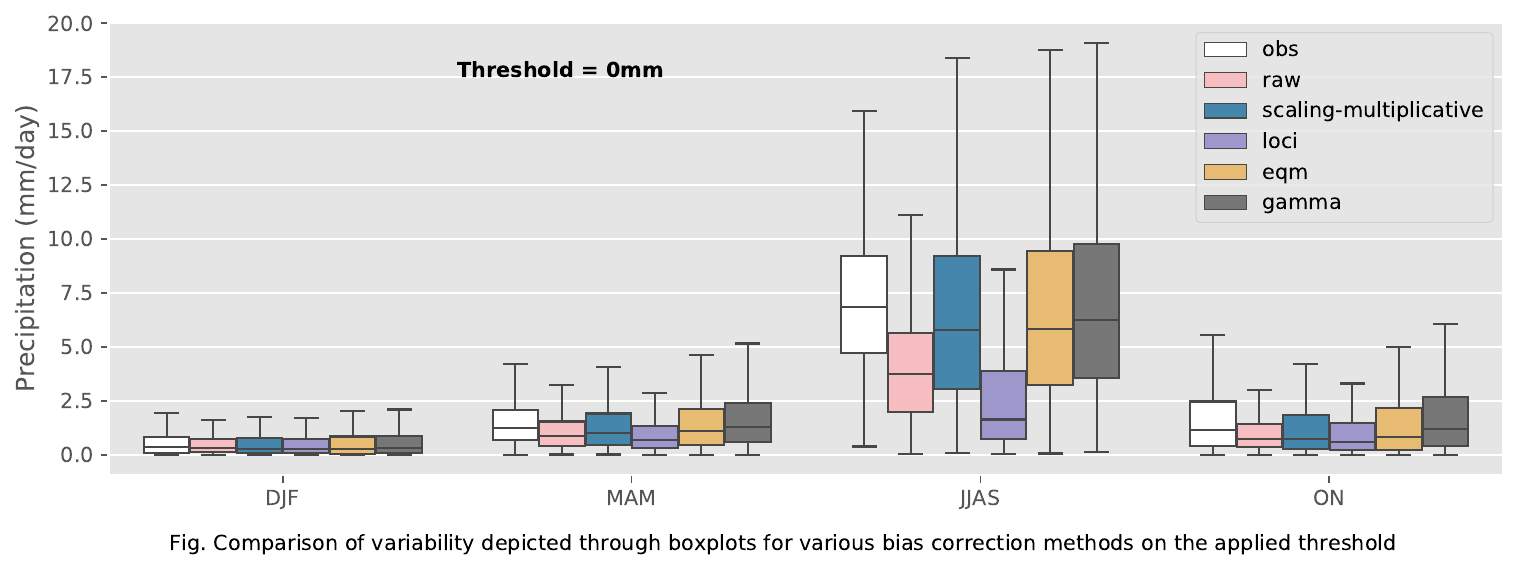 20.0
17.5
15.0
12.5
10.0
7.5
5.0
2.5
0.0
Precipitation (mm/day)
Threshold = 0mm
obs
raw
scaling-multiplicative
loci
eqm
gamma
DJF MAM JJAS ON
Fig. Comparison of variability depicted through boxplots for various bias correction methods on the applied threshold